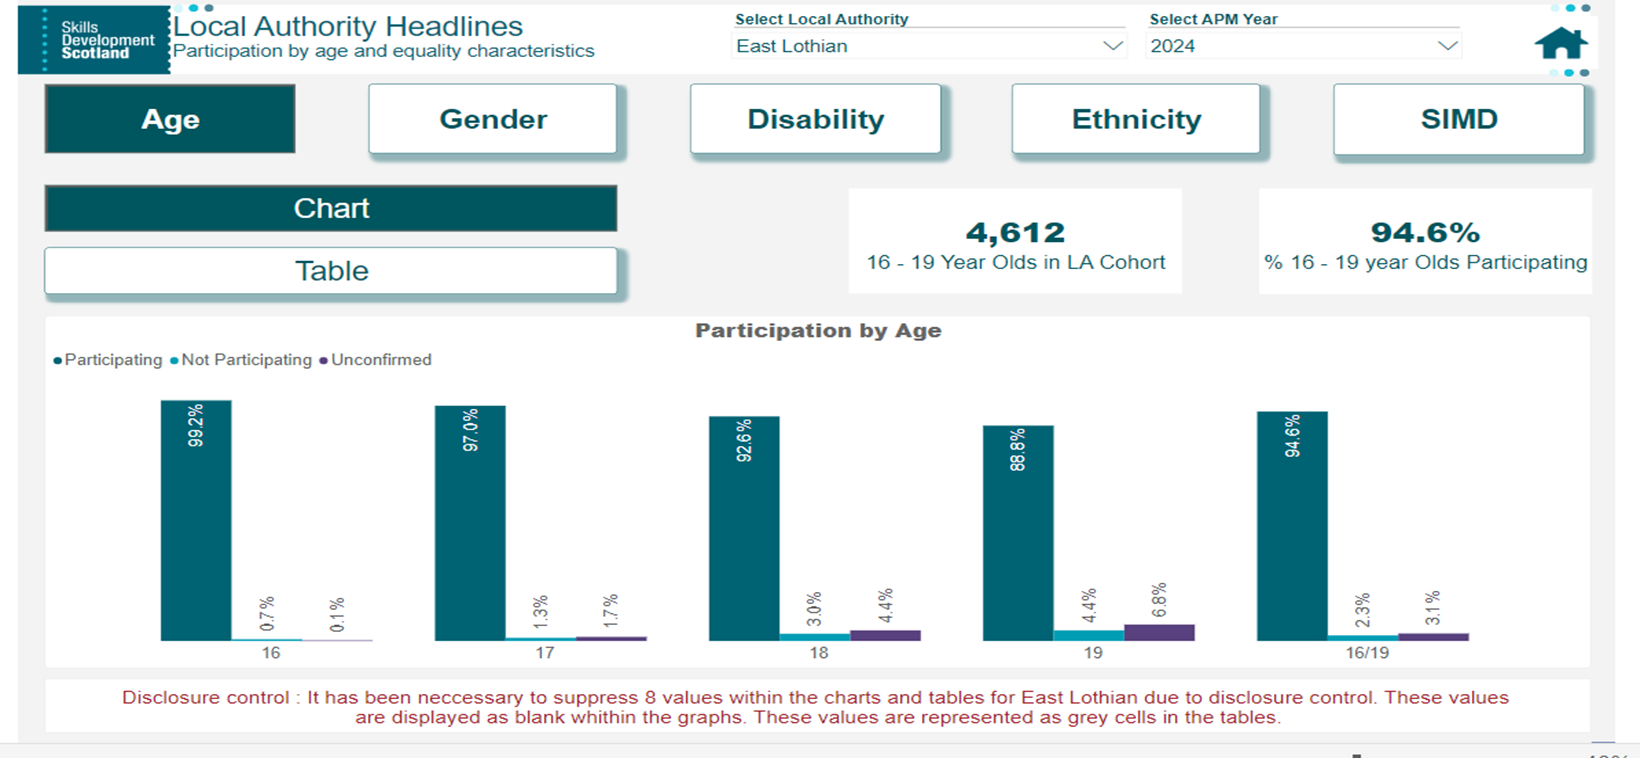 Skills
Development
Scotland
Local Authority Headlines
Participation by age and equality characteristics
Select Local Authority
East Lothian
Select APM Year
2024
Age
Gender
Disability
Ethnicity
SIMD
Chart
Table
4,612
16 - 19 Year Olds in LA Cohort
94.6%
% 16 - 19 year Olds Participating
Participation by Age
Participating Not Participating Unconfirmed
99.2% 0.7% 0.1%
97.0% 1.3% 1.7%
92.6% 3.0% 4.4%
88.8% 4.4% 6.8%
94.6% 2.3% 3.1%
16 17 18 19 16/19
Disclosure control : It has been neccessary to suppress 8 values within the charts and tables for East Lothian due to disclosure control. These values
are displayed as blank whithin the graphs. These values are represented as grey cells in the tables.